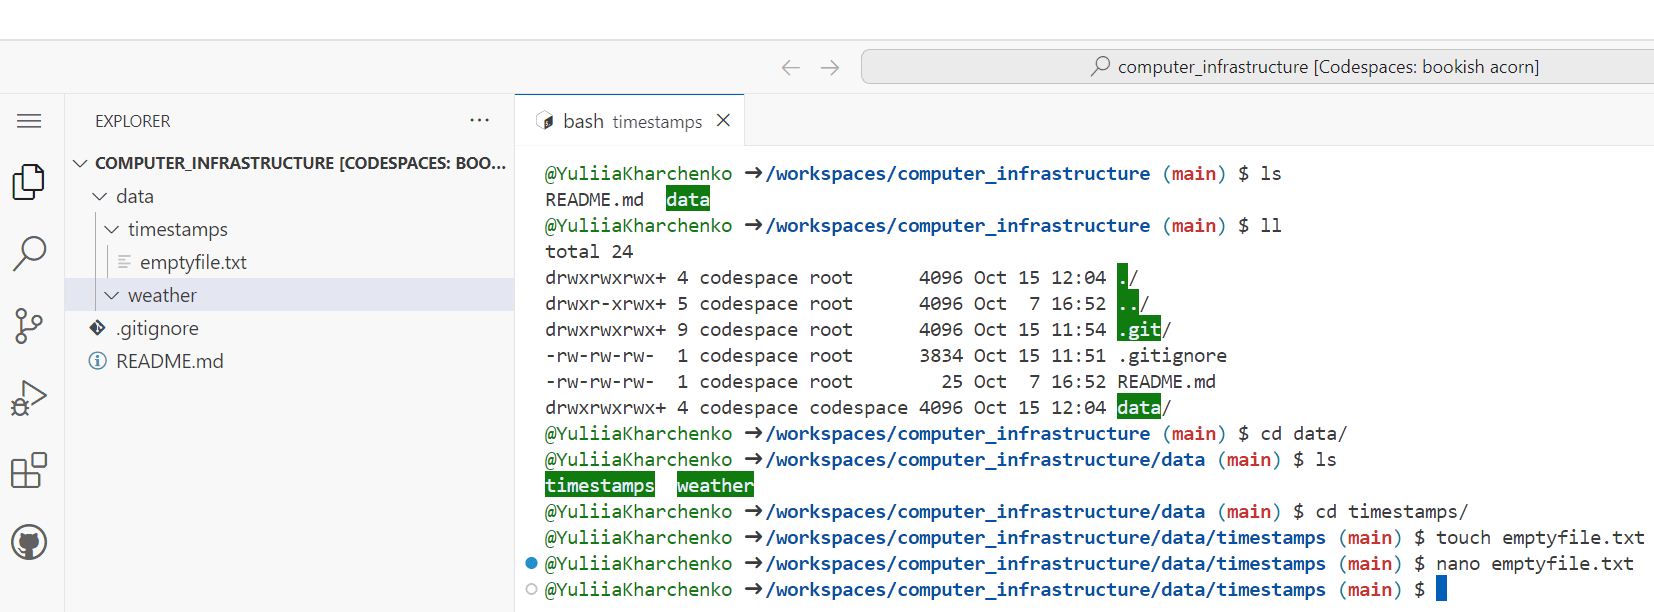 computer_infrastructure [Codespaces: bookish acorn]
EXPLORER
COMPUTER_INFRASTRUCTURE [CODESPACES: BOO...
data
timestamps
emptyfile.txt
weather
.gitignore
README.md
bash timestamps
@YuliiaKharchenko ➜/workspaces/computer_infrastructure (main) $ ls
README.md  data
@YuliiaKharchenko ➜/workspaces/computer_infrastructure (main) $ ll
total 24
drwxrwxrwx+ 4 codespace root      4096 Oct 15 12:04 ./
drwxr-xrwx+ 5 codespace root      4096 Oct  7 16:52 ../
drwxrwxrwx+ 9 codespace root      4096 Oct 15 11:54 .git/
-rw-rw-rw-  1 codespace root      3834 Oct 15 11:51 .gitignore
-rw-rw-rw-  1 codespace root        25 Oct  7 16:52 README.md
drwxrwxrwx+ 4 codespace codespace 4096 Oct 15 12:04 data/
@YuliiaKharchenko ➜/workspaces/computer_infrastructure (main) $ cd data/
@YuliiaKharchenko ➜/workspaces/computer_infrastructure/data (main) $ ls
timestamps  weather
@YuliiaKharchenko ➜/workspaces/computer_infrastructure/data (main) $ cd timestamps/
@YuliiaKharchenko ➜/workspaces/computer_infrastructure/data/timestamps (main) $ touch emptyfile.txt
@YuliiaKharchenko ➜/workspaces/computer_infrastructure/data/timestamps (main) $ nano emptyfile.txt
@YuliiaKharchenko ➜/workspaces/computer_infrastructure/data/timestamps (main) $